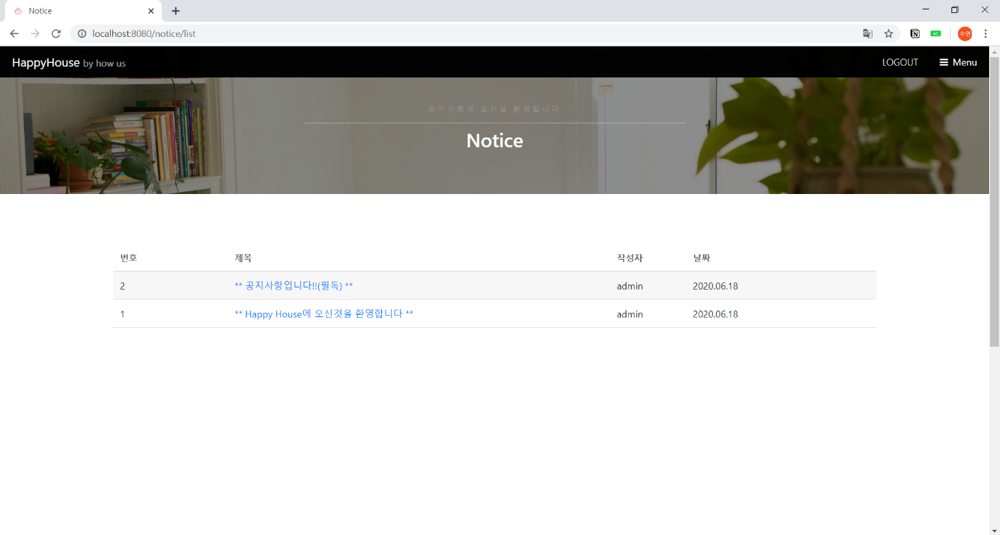 Notice
localhost:8080/notice/list
수연
HappyHouse by how us
LOGOUT
Menu
공지사항에 오신걸 환영합니다
Notice
번호 제목 작성자 날짜
2 ** 공지사항입니다!!(필독) ** admin 2020.06.18
1 ** Happy House에 오신것을 환영합니다 ** admin 2020.06.18